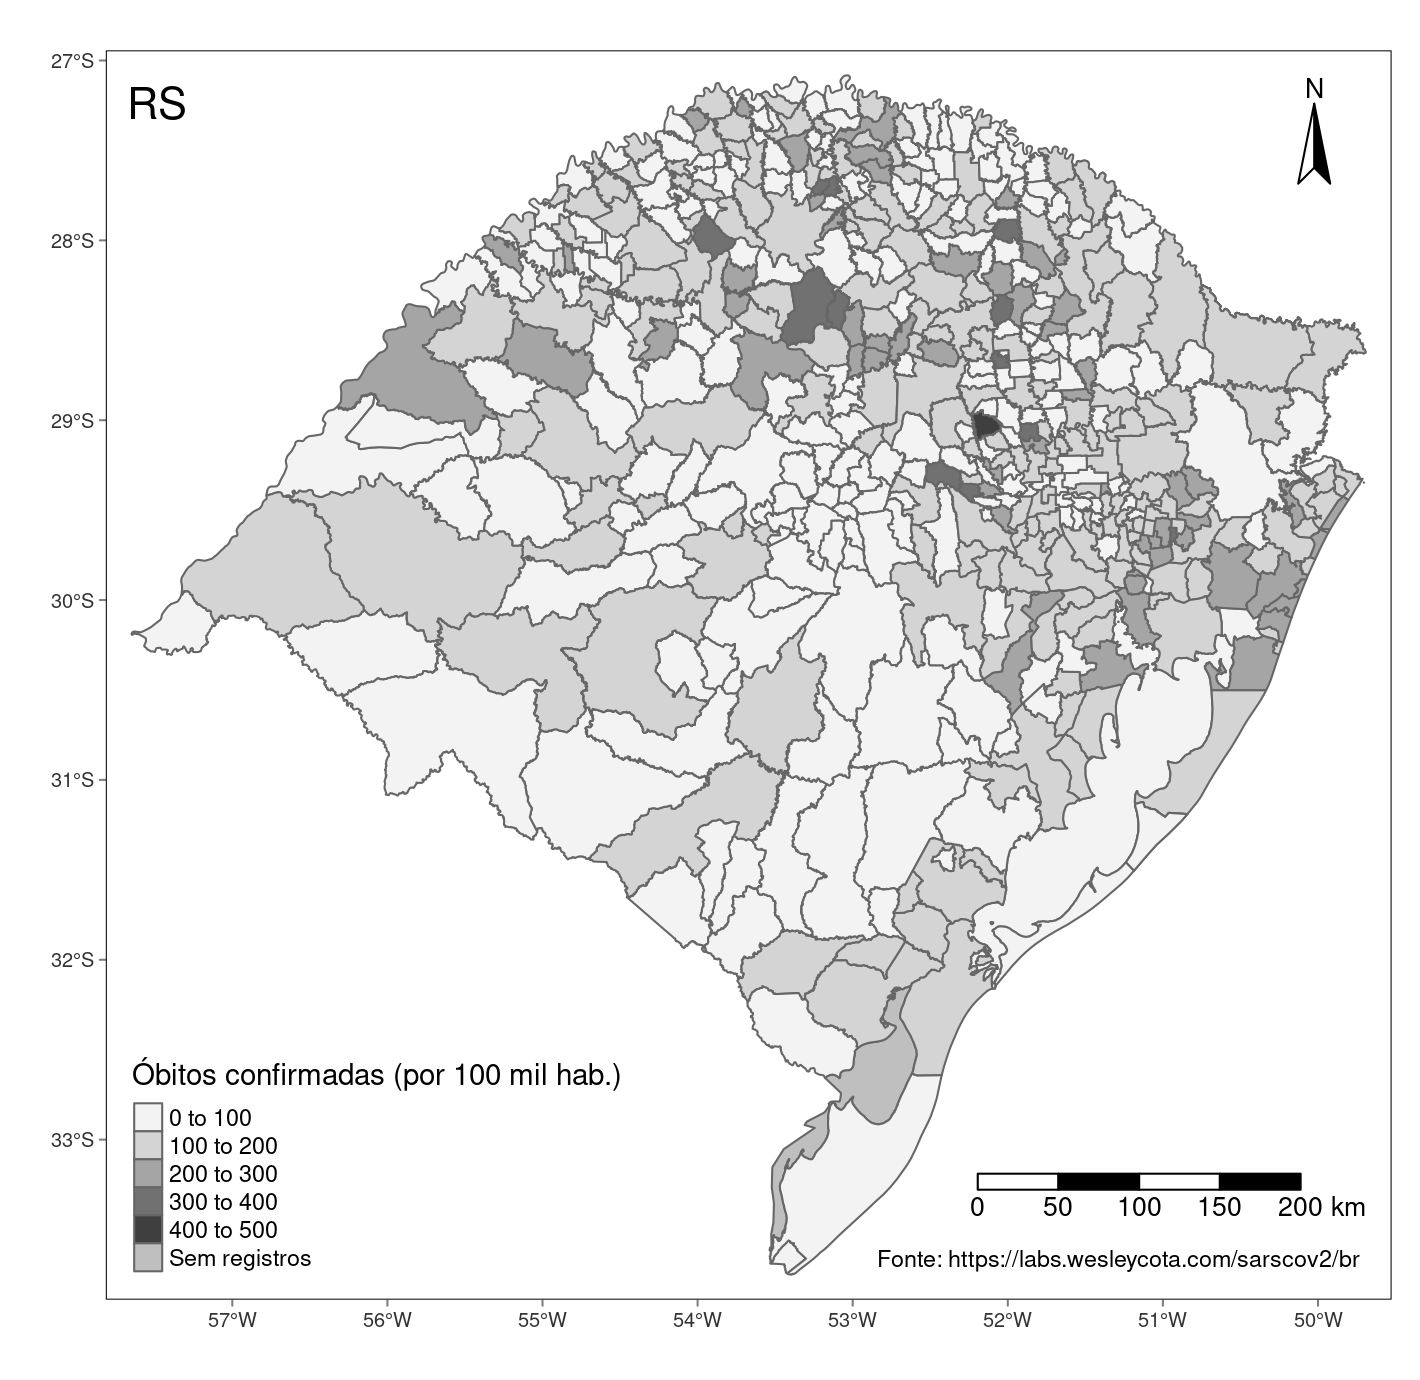 RS
N
27°S
28°S
29°S
30°S
31°S
32°S
33°S
Óbitos confirmadas (por 100 mil hab.)
0 to 100
100 to 200
200 to 300
300 to 400
400 to 500
Sem registros
0 50 100 150 200 km
Fonte: https://labs.wesleycota.com/sarscov2/br
57°W 56°W 55°W 54°W 53°W 52°W 51°W 50°W